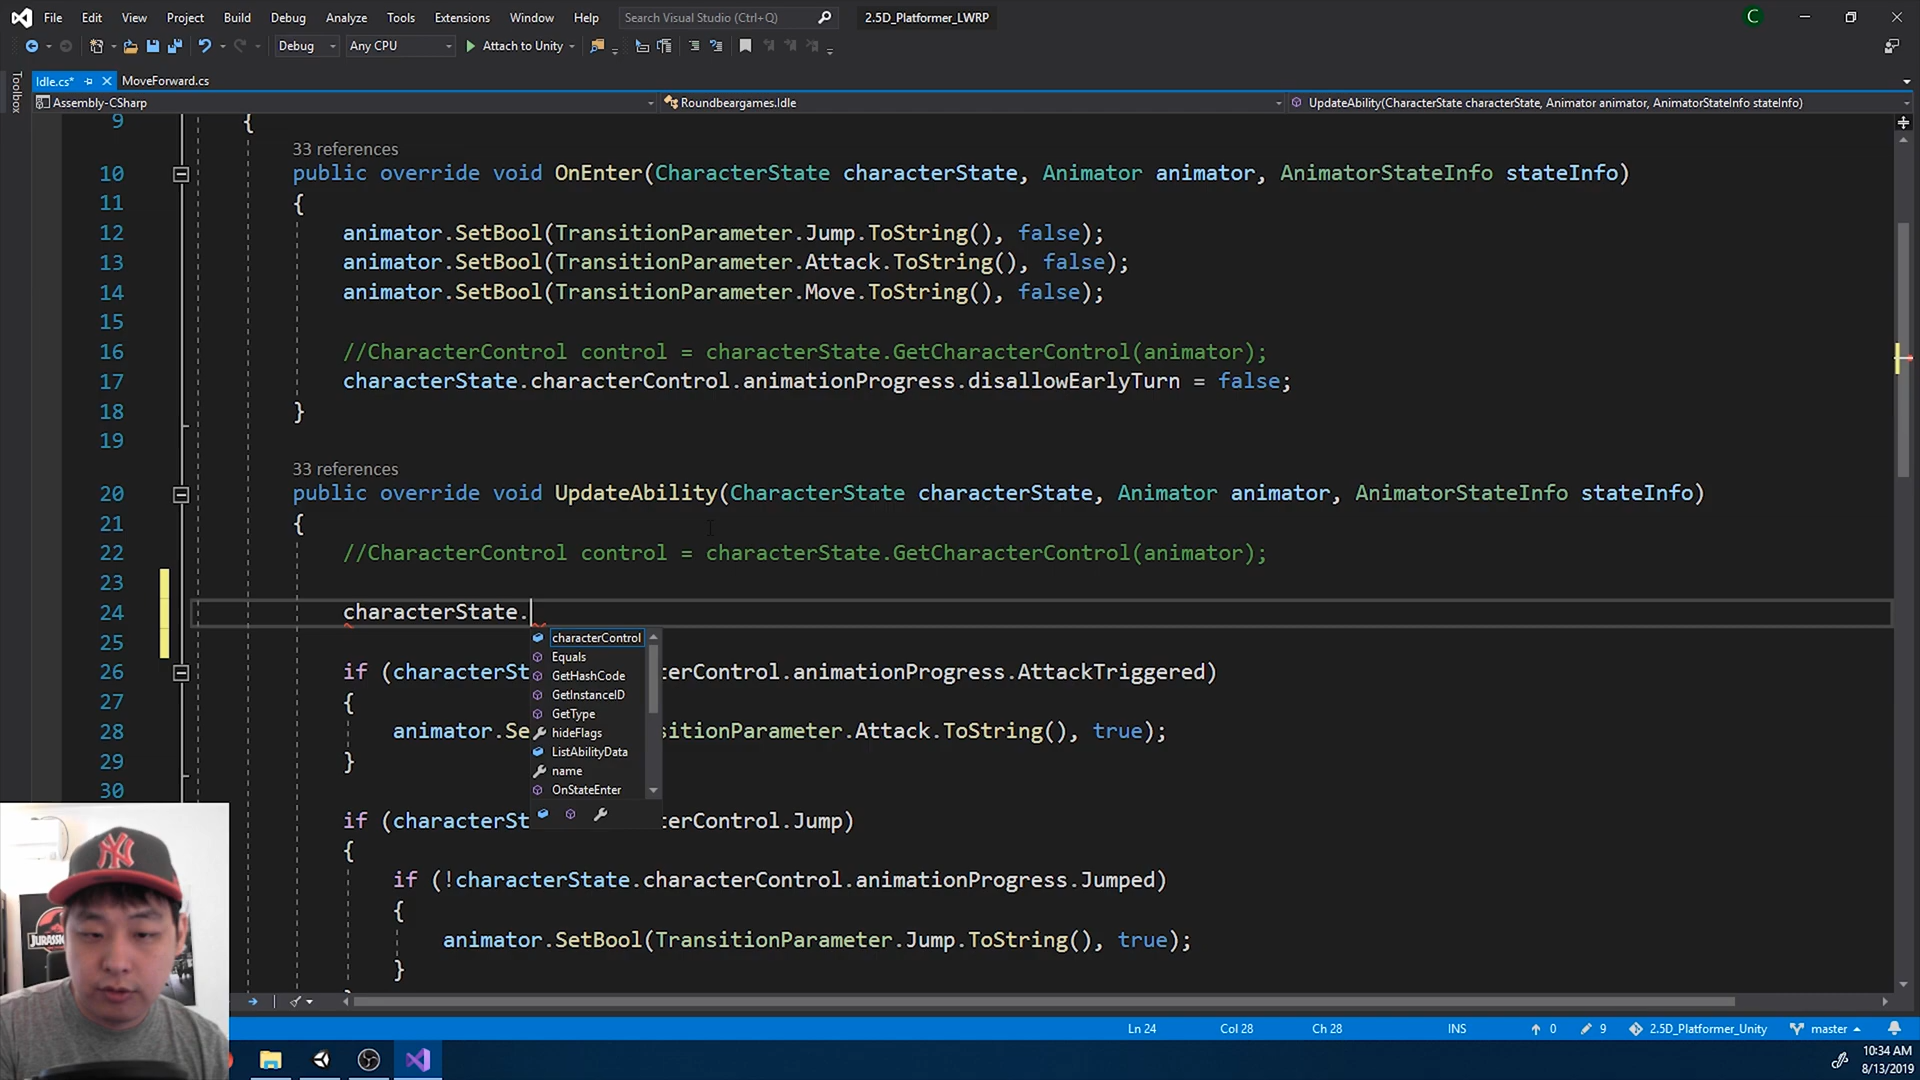 File Edit View Project Build Debug Analyze Tools Extensions Window Help Search Visual Studio (Ctrl+Q) 2.5D_Platformer_LWRP C
Debug Any CPU Attach to Unity
Idle.cs* MoveForward.cs
Toolbox
Assembly-CSharp Roundbeargames.Idle UpdateAbility(CharacterState characterState, Animator animator, AnimatorStateInfo stateInfo)
9 {
33 references
10 public override void OnEnter(CharacterState characterState, Animator animator, AnimatorStateInfo stateInfo)
11 {
12 animator.SetBool(TransitionParameter.Jump.ToString(), false);
13 animator.SetBool(TransitionParameter.Attack.ToString(), false);
14 animator.SetBool(TransitionParameter.Move.ToString(), false);
15
16 //CharacterControl control = characterState.GetCharacterControl(animator);
17 characterState.characterControl.animationProgress.disallowEarlyTurn = false;
18 }
19
33 references
20 public override void UpdateAbility(CharacterState characterState, Animator animator, AnimatorStateInfo stateInfo)
21 {
22 //CharacterControl control = characterState.GetCharacterControl(animator);
23
24 characterState.
25
characterControl
Equals
GetHashCode
GetInstanceID
GetType
hideFlags
ListAbilityData
name
OnStateEnter
26 if (characterSt terControl.animationProgress.AttackTriggered)
27 {
28 animator.Se sitionParameter.Attack.ToString(), true);
29 }
30
if (characterSt terControl.Jump)
{
if (!characterState.characterControl.animationProgress.Jumped)
{
animator.SetBool(TransitionParameter.Jump.ToString(), true);
}
JURASSIC
NY
Ln 24 Col 28 Ch 28 INS 0 9 2.5D_Platformer_Unity master
10:34 AM
8/13/2019